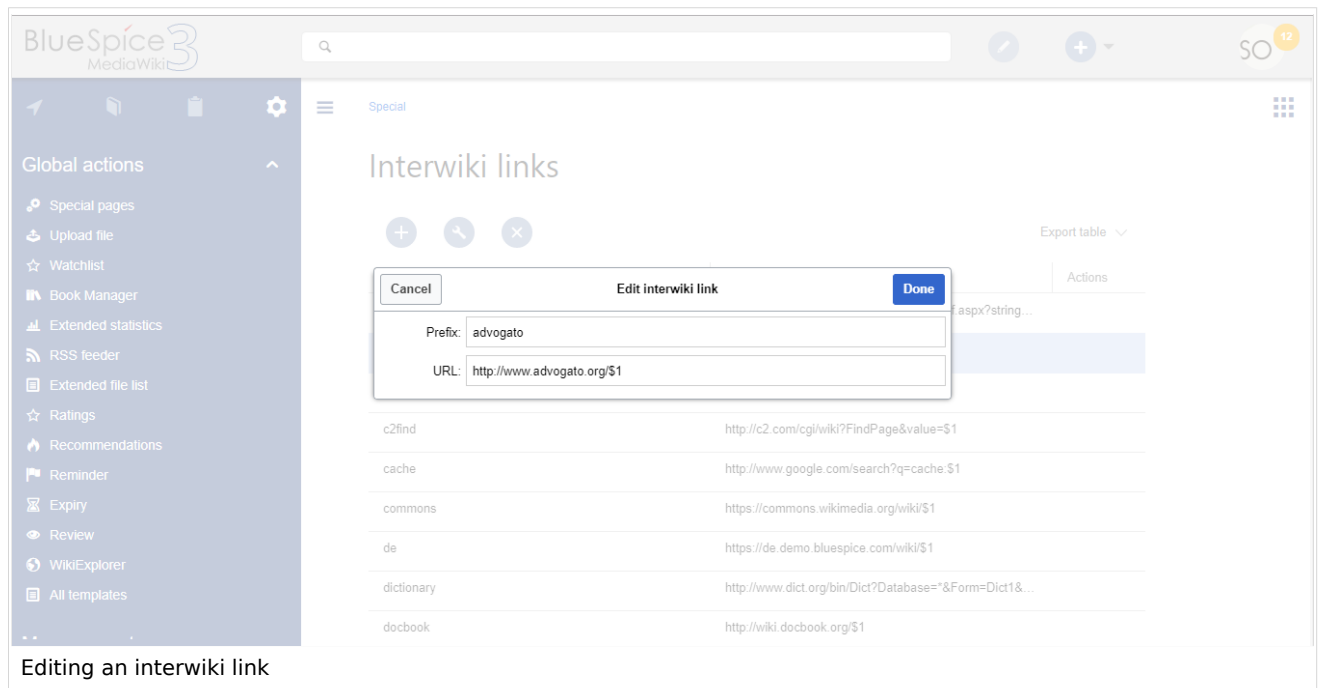 BlueSpice 3
MediaWiki
SO
12
Special
Global actions
Interwiki links
Special pages
Upload file
Export table
Watchlist
Actions
Cancel
Edit interwiki link
Done
Book Manager
f.aspx?string...
Extended statistics
Prefix: advogato
RSS feeder
URL: http://www.advogato.org/$1
Extended file list
Ratings
c2find http://c2.com/cgi/wiki?FindPage&value=$1
Recommendations
cache http://www.google.com/search?q=cache:$1
Reminder
Expiry
commons https://commons.wikimedia.org/wiki/$1
Review
de https://de.demo.bluespice.com/wiki/$1
WikiExplorer
dictionary http://www.dict.org/bin/Dict?Database=*&Form=Dict1&...
All templates
docbook http://wiki.docbook.org/$1
Editing an interwiki link